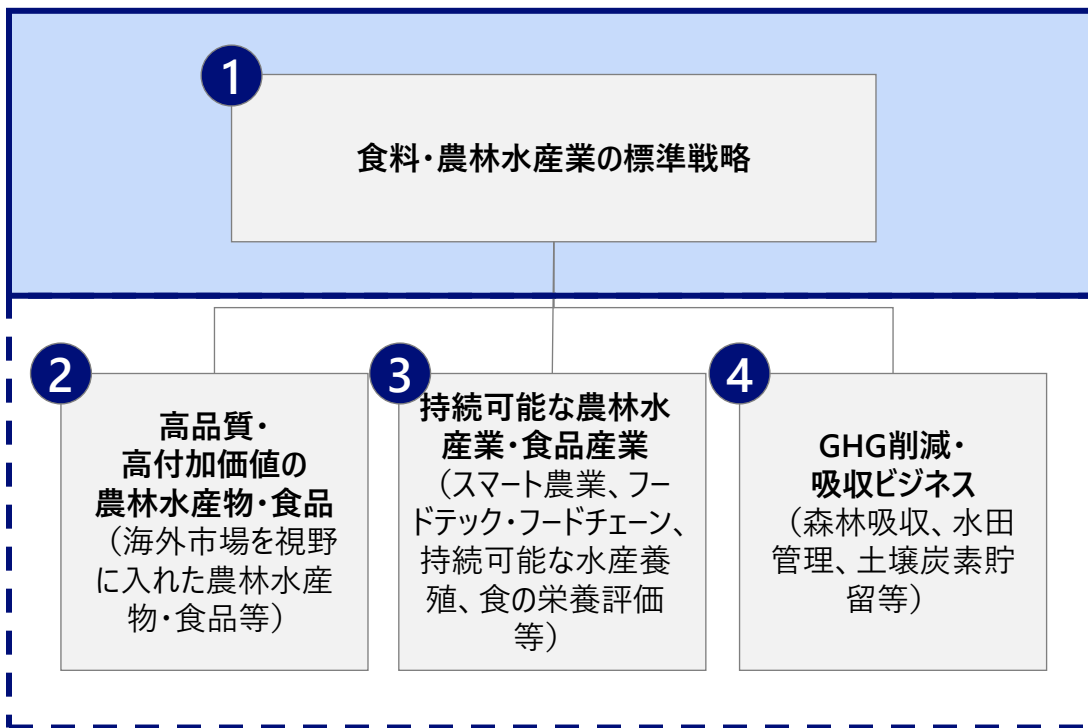 1
食料・農林水産業の標準戦略
2
高品質・
高付加価値の
農林水産物・食品
（海外市場を視野
に入れた農林水産
物・食品等）
3
持続可能な農林水
産業・食品産業
（スマート農業、フー
ドテック・フードチェーン、
持続可能な水産養
殖、食の栄養評価
等）
4
GHG削減・
吸収ビジネス
（森林吸収、水田
管理、土壌炭素貯
留等）